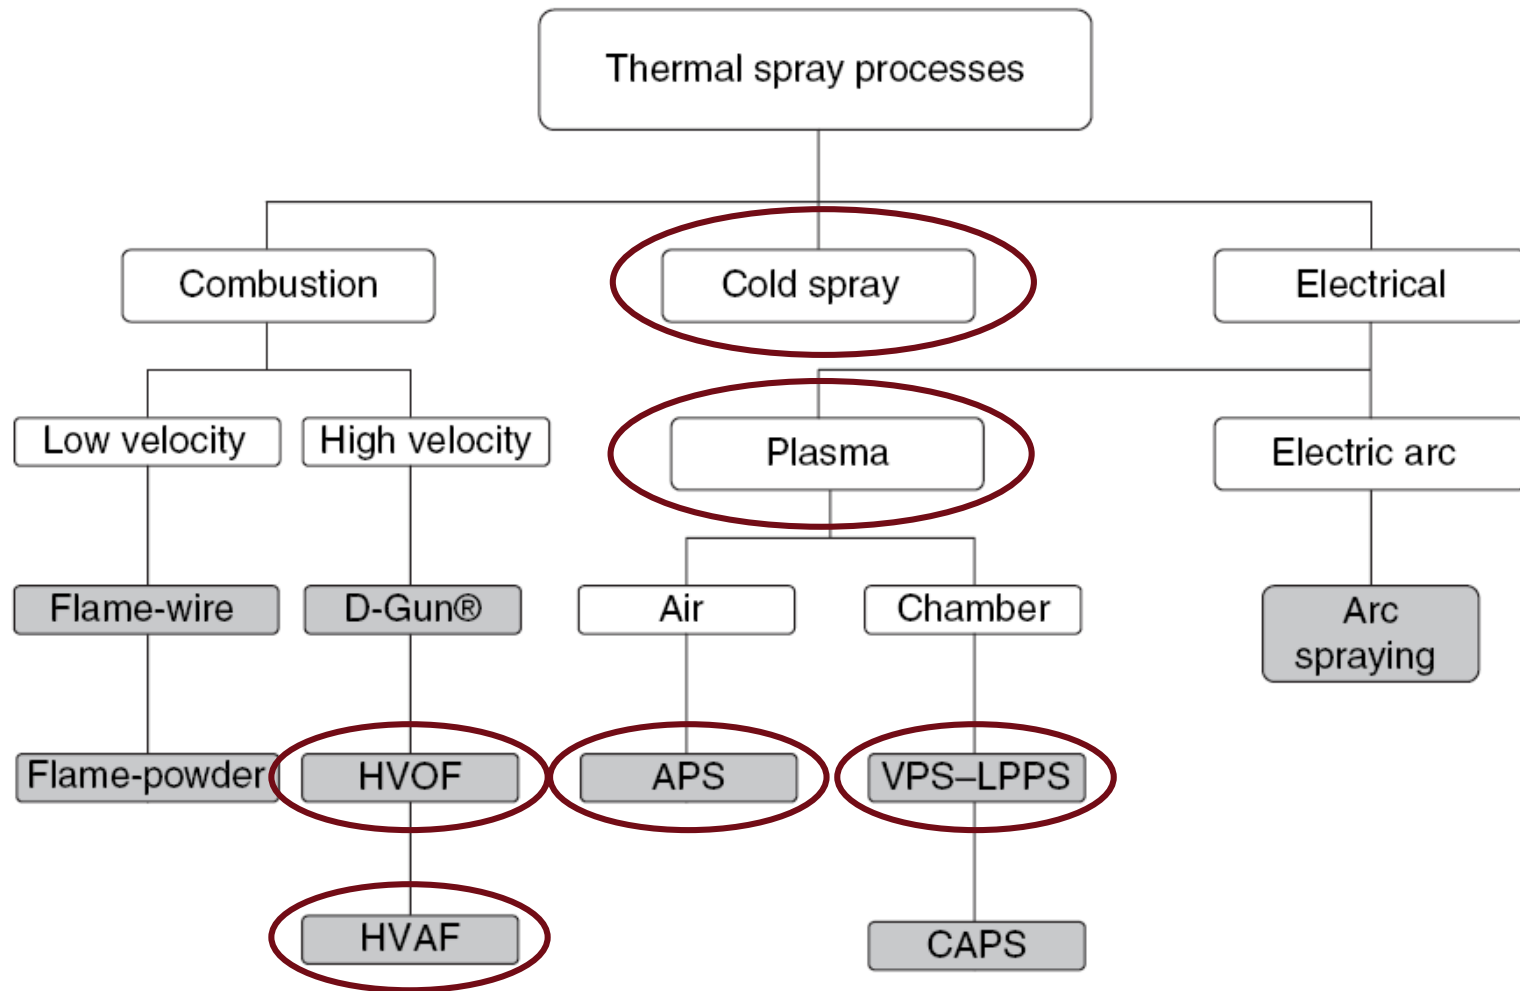 Thermal spray processes
Combustion
Cold spray
Electrical
Low velocity
High velocity
Plasma
Electric arc
Flame-wire
D-Gun®
Air
Chamber
Arc
spraying
Flame-powder
HVOF
APS
VPS–LPPS
HVAF
CAPS